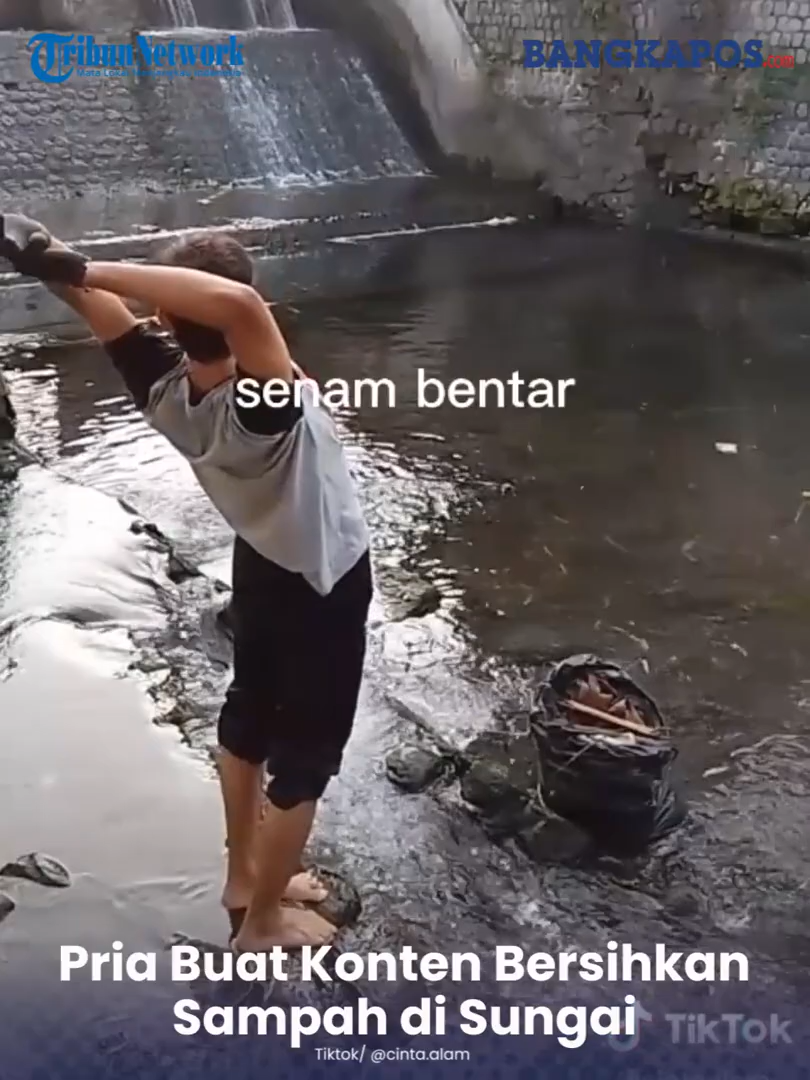 Tribun Network
BANGKAPOS.com
senam bentar
Pria Buat Konten Bersihkan
Sampah di Sungai
TikTok
Tiktok/ @cinta.alam